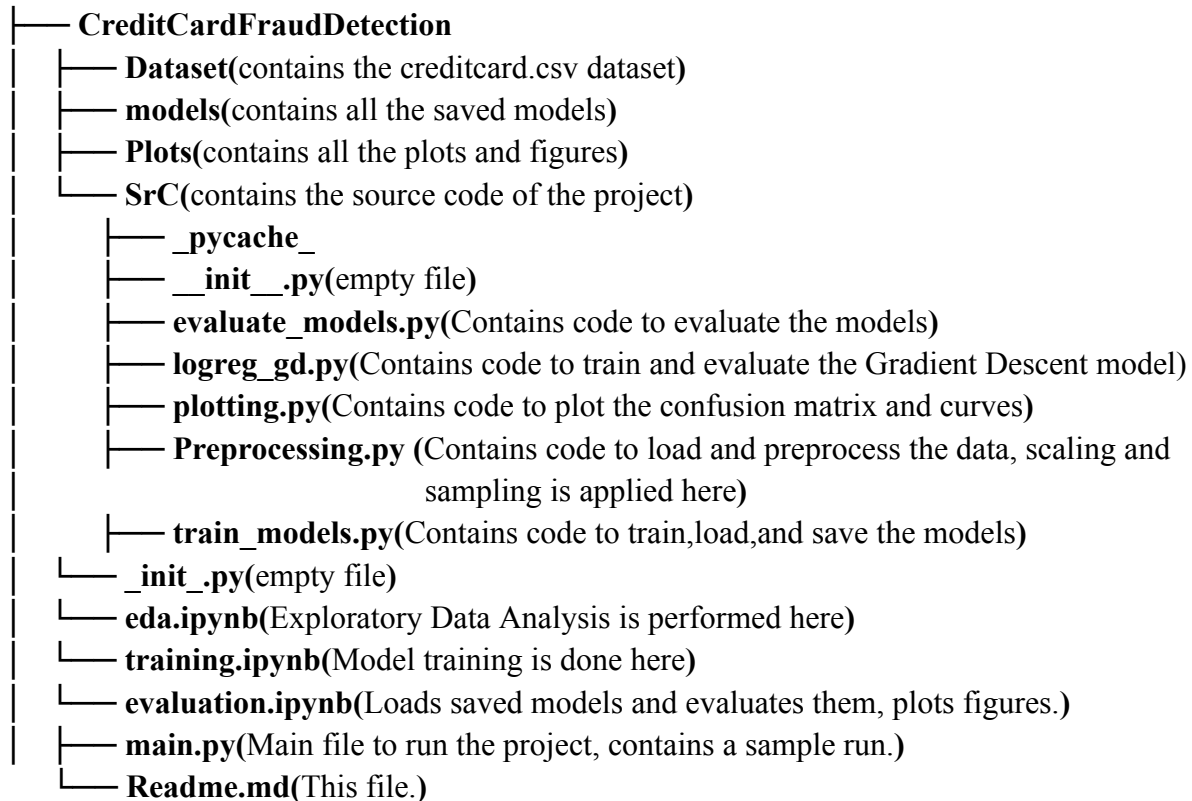 ├── CreditCardFraudDetection
│ ├── Dataset(contains the creditcard.csv dataset)
│ ├── models(contains all the saved models)
│ ├── Plots(contains all the plots and figures)
│ └── SrC(contains the source code of the project)
│ ├── _pycache_
│ ├── __init__.py(empty file)
│ ├── evaluate_models.py(Contains code to evaluate the models)
│ ├── logreg_gd.py(Contains code to train and evaluate the Gradient Descent model)
│ ├── plotting.py(Contains code to plot the confusion matrix and curves)
│ ├── Preprocessing.py (Contains code to load and preprocess the data, scaling and
│ sampling is applied here)
│ ├── train_models.py(Contains code to train,load,and save the models)
│ └── _init_.py(empty file)
│ └── eda.ipynb(Exploratory Data Analysis is performed here)
│ └── training.ipynb(Model training is done here)
│ └── evaluation.ipynb(Loads saved models and evaluates them, plots figures.)
│ ├── main.py(Main file to run the project, contains a sample run.)
└── Readme.md(This file.)